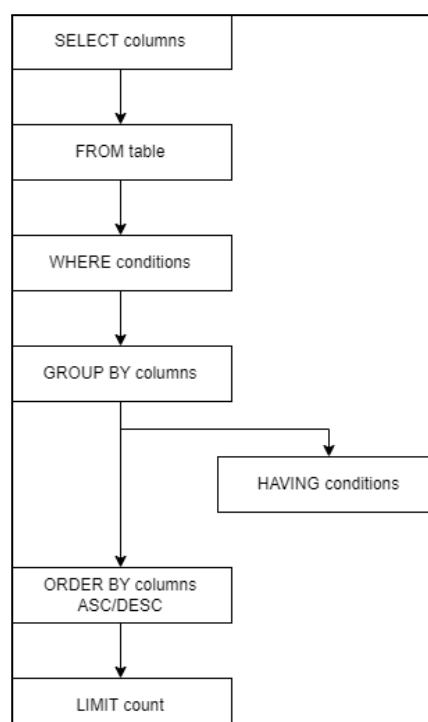 SELECT columns
FROM table
WHERE conditions
GROUP BY columns
HAVING conditions
ORDER BY columns
ASC/DESC
LIMIT count